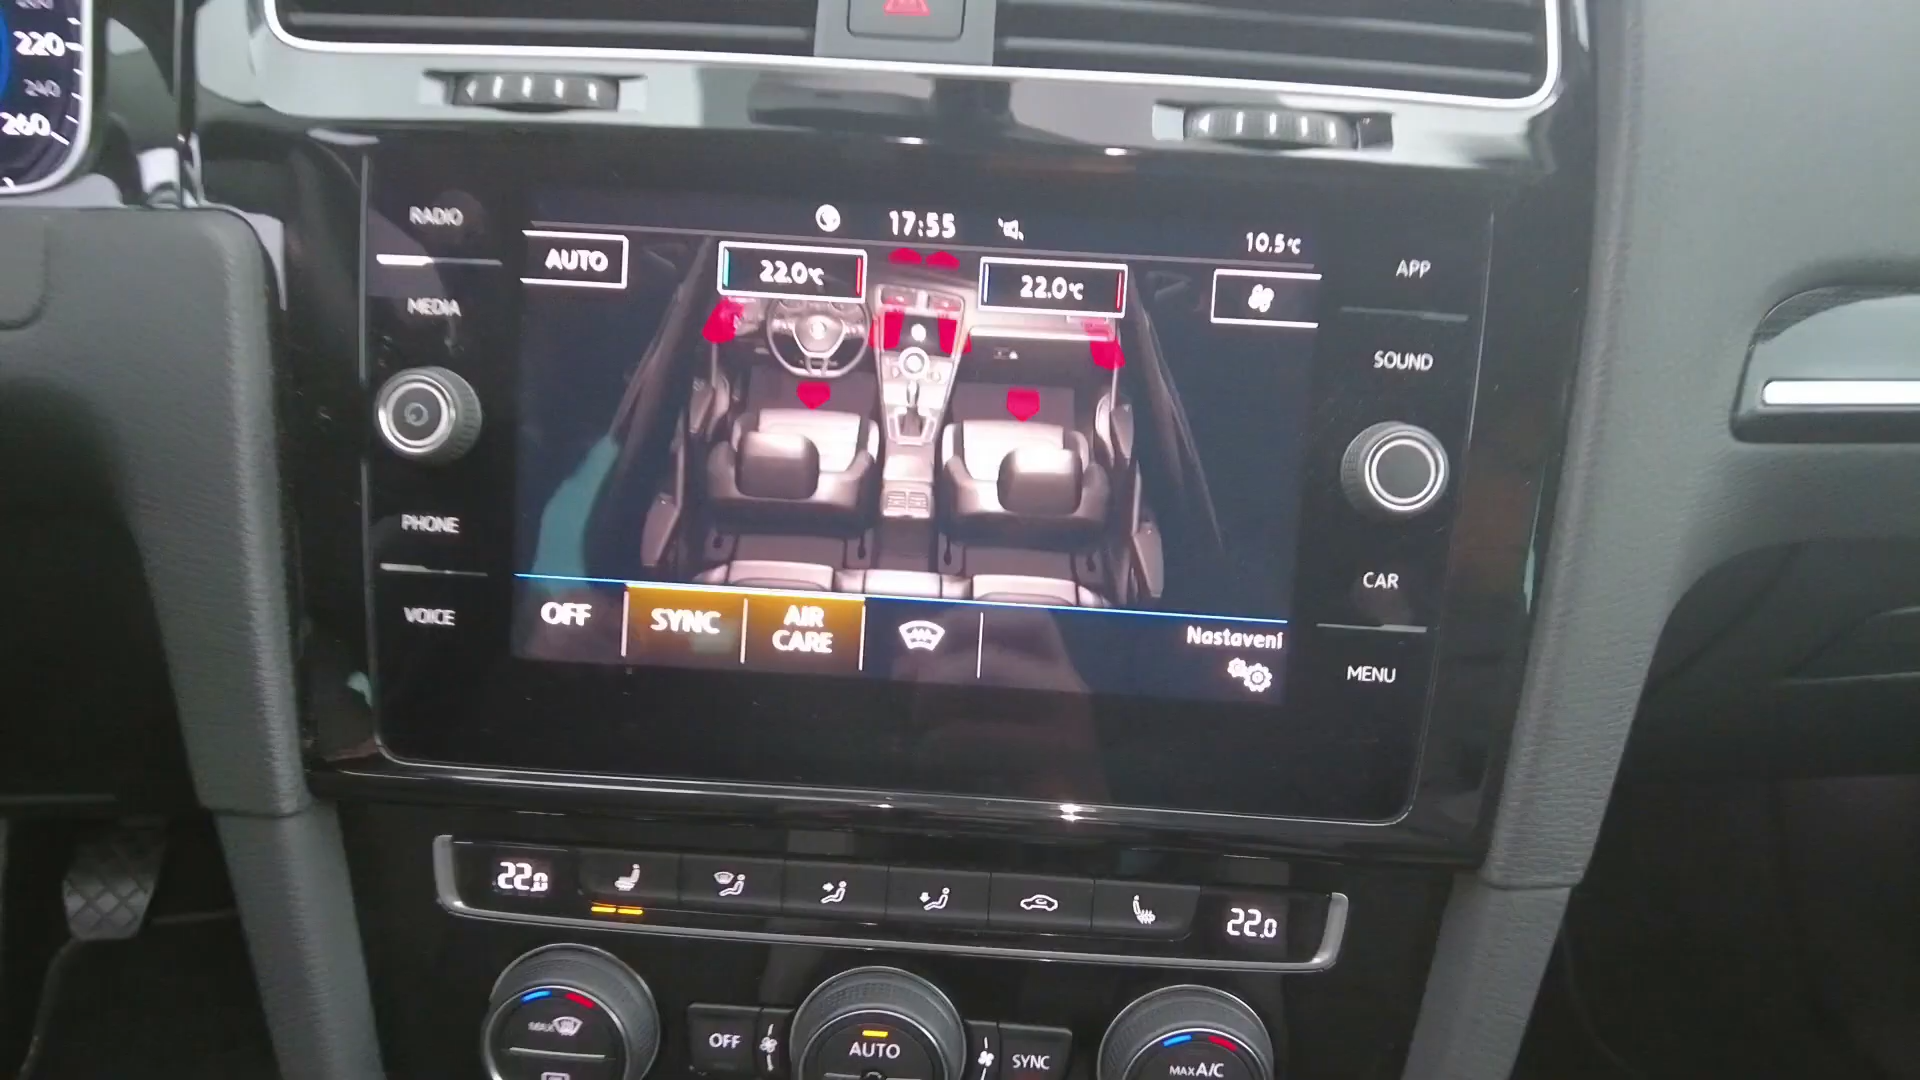 220
240
260
RADIO
MEDIA
PHONE
VOICE
17:55
10.5°C
AUTO
22.0°C
22.0°C
OFF
SYNC
AIR
CARE
Nastavení
APP
SOUND
CAR
MENU
22.0
22.0
MAX
OFF
AUTO
SYNC
MAX A/C